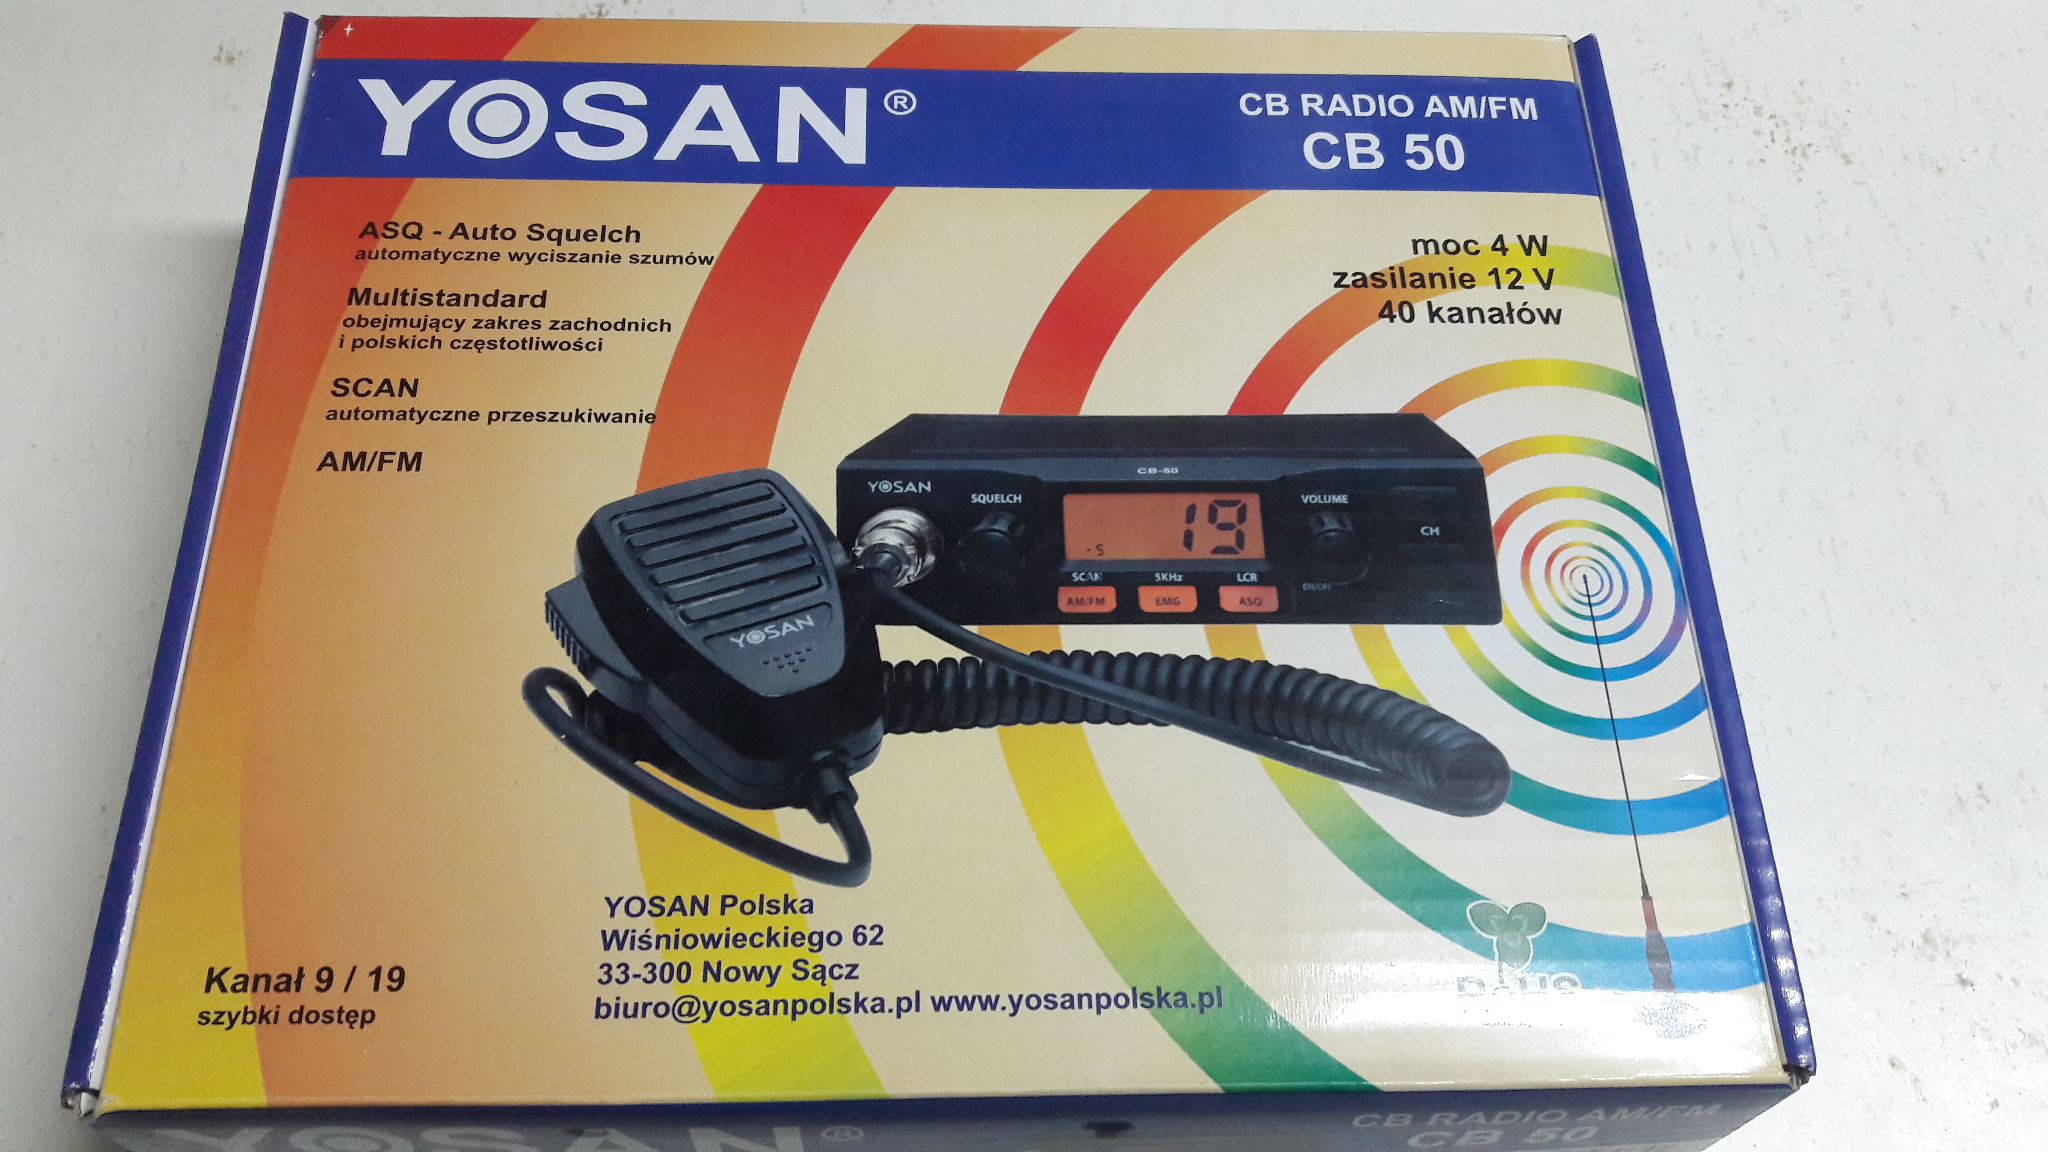 YOSAN®
CB RADIO AM/FM
CB 50
ASQ - Auto Squelch
automatyczne wyciszanie szumów
Multistandard
obejmujący zakres zachodnich
i polskich częstotliwości
SCAN
automatyczne przeszukiwanie
AM/FM
moc 4 W
zasilanie 12 V
40 kanałów
CB-50
YOSAN
SQUELCH
19
-S
VOLUME
CH
SCAN 5KHz LCR
AM/FM EMG ASQ
ON/OFF
YOSAN
YOSAN Polska
Wiśniowieckiego 62
33-300 Nowy Sącz
biuro@yosanpolska.pl www.yosanpolska.pl
Kanał 9 / 19
szybki dostęp
YOSAN®
CB RADIO AM/FM
CB 50